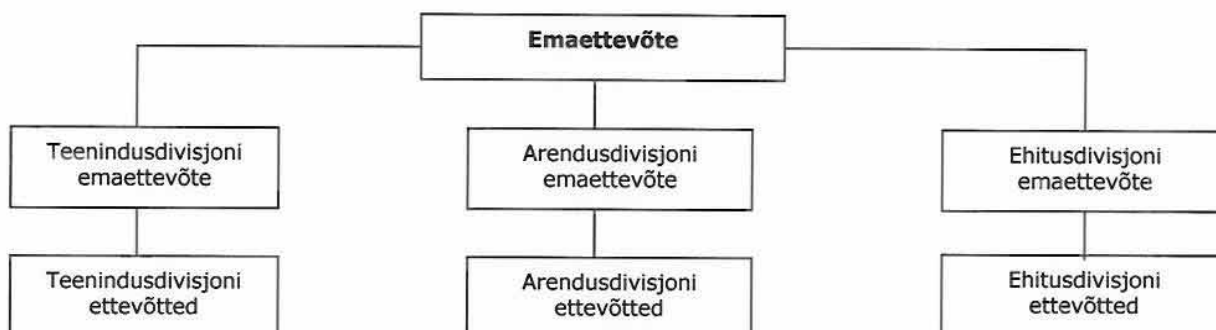 Emaettevõte
Teenindusdivisjoni
emaettevõte
Arendusdivisjoni
emaettevõte
Ehitusdivisjoni
emaettevõte
Teenindusdivisjoni
ettevõtted
Arendusdivisjoni
ettevõtted
Ehitusdivisjoni
ettevõtted